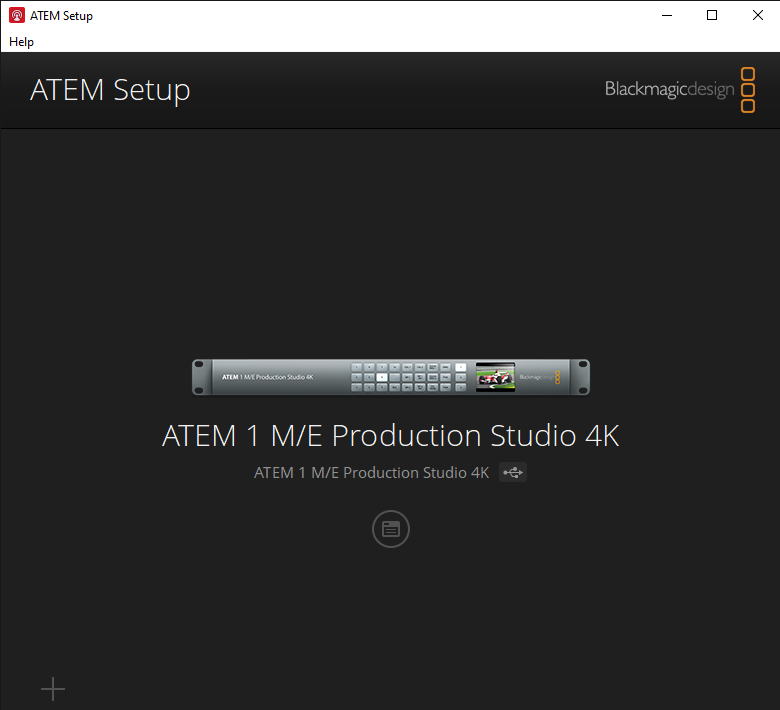 ATEM Setup
Help
ATEM Setup
Blackmagicdesign
ATEM 1 M/E Production Studio 4K
Blackmagicdesign
ATEM 1 M/E Production Studio 4K
ATEM 1 M/E Production Studio 4K